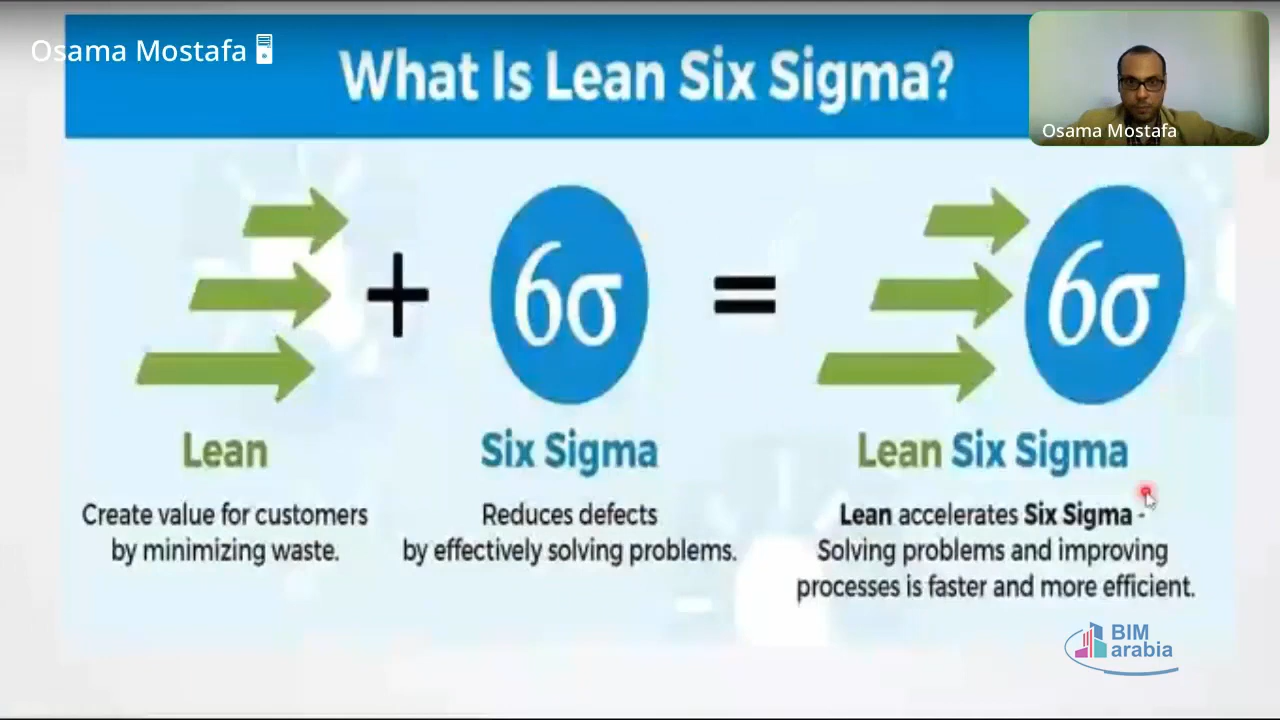 Osama Mostafa
What Is Lean Six Sigma?
Osama Mostafa
+
6σ
=
6σ
Lean
Create value for customers
by minimizing waste.
Six Sigma
Reduces defects
by effectively solving problems.
Lean Six Sigma
Lean accelerates Six Sigma -
Solving problems and improving
processes is faster and more efficient.
BIM
arabia